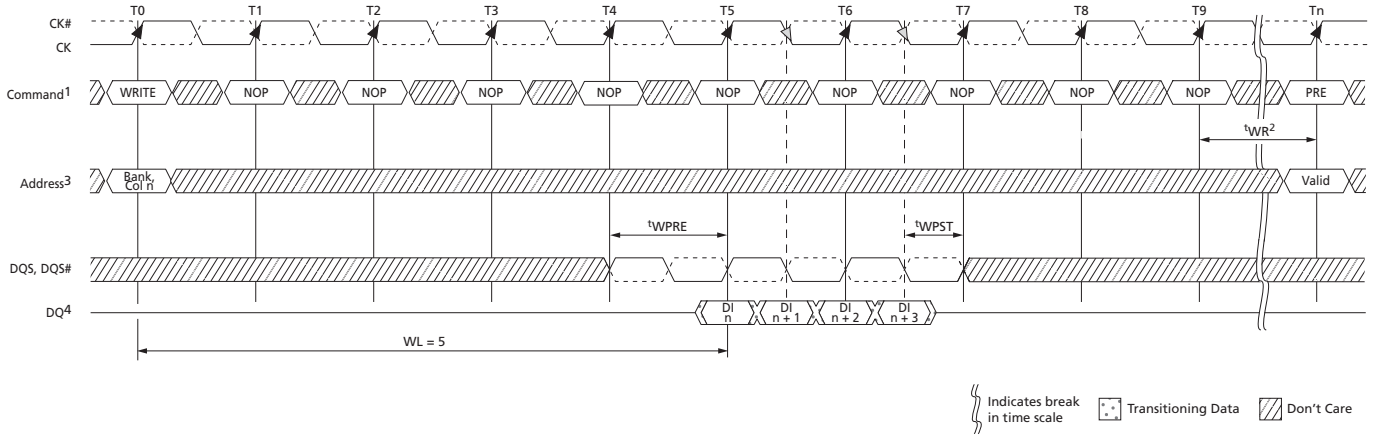 T0 T1 T2 T3 T4 T5 T6 T7 T8 T9 Tn
CK#
CK
Command1 WRITE NOP NOP NOP NOP NOP NOP NOP NOP NOP PRE
tWR2
Address3 Bank, Col n Valid
tWPRE tWPST
DQS, DQS#
DQ4 DI n DI n + 1 DI n + 2 DI n + 3
WL = 5
Indicates break in time scale
Transitioning Data
Don't Care